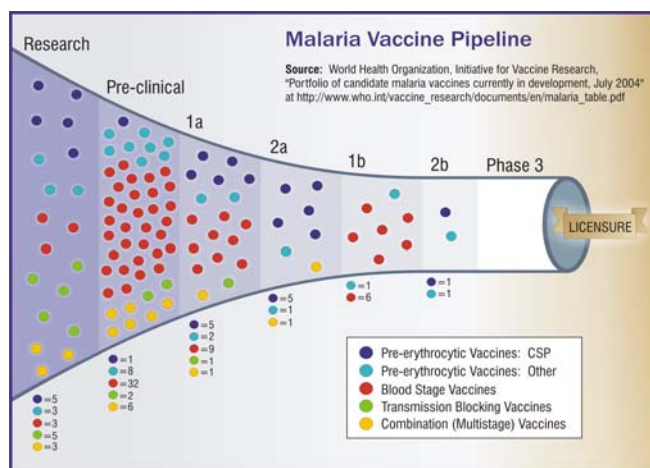 Malaria Vaccine Pipeline
Source: World Health Organization, Initiative for Vaccine Research,
"Portfolio of candidate malaria vaccines currently in development, July 2004"
at http://www.who.int/vaccine_research/documents/en/malaria_table.pdf
Research
Pre-clinical
1a
2a
1b
2b
Phase 3
LICENSURE
=5
=3
=3
=5
=3
=1
=8
=32
=2
=6
=5
=2
=9
=1
=1
=5
=1
=1
=1
=6
=1
=1
Pre-erythrocytic Vaccines: CSP
Pre-erythrocytic Vaccines: Other
Blood Stage Vaccines
Transmission Blocking Vaccines
Combination (Multistage) Vaccines